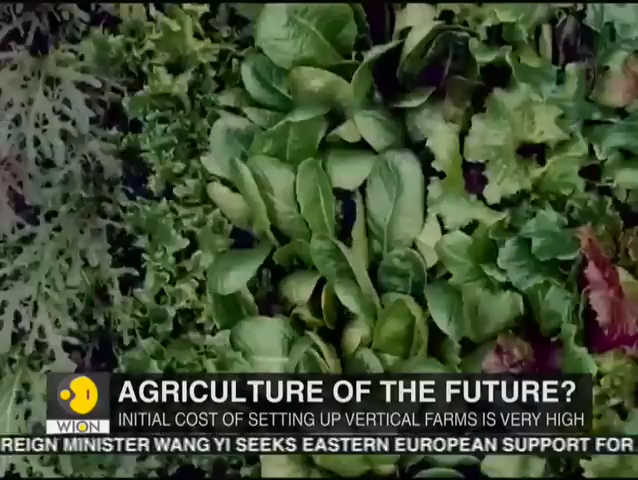 AGRICULTURE OF THE FUTURE?
INITIAL COST OF SETTING UP VERTICAL FARMS IS VERY HIGH
WION
REIGN MINISTER WANG YI SEEKS EASTERN EUROPEAN SUPPORT FOR